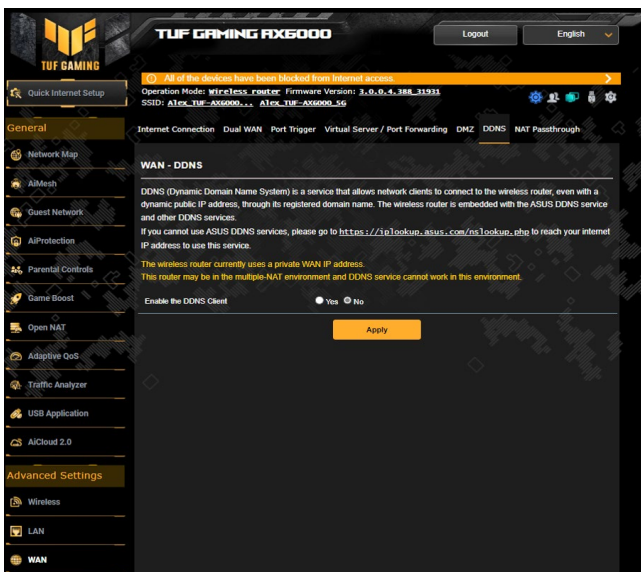 TUF GAMING
TUF GAMING AX6000
Logout
English
All of the devices have been blocked from Internet access.
Quick Internet Setup
Operation Mode: Wireless router Firmware Version: 3.0.0.4.388_31931
SSID: Alex_TUF-AX6000... Alex_TUF-AX6000_5G
General
Internet Connection Dual WAN Port Trigger Virtual Server / Port Forwarding DMZ DDNS NAT Passthrough
Network Map
AiMesh
Guest Network
AiProtection
Parental Controls
Game Boost
Open NAT
Adaptive QoS
Traffic Analyzer
USB Application
AiCloud 2.0
Advanced Settings
Wireless
LAN
WAN
WAN - DDNS
DDNS (Dynamic Domain Name System) is a service that allows network clients to connect to the wireless router, even with a
dynamic public IP address, through its registered domain name. The wireless router is embedded with the ASUS DDNS service
and other DDNS services.
If you cannot use ASUS DDNS services, please go to https://iplookup.asus.com/nslookup.php to reach your internet
IP address to use this service.
The wireless router currently uses a private WAN IP address.
This router may be in the multiple-NAT environment and DDNS service cannot work in this environment.
Enable the DDNS Client Yes No
Apply